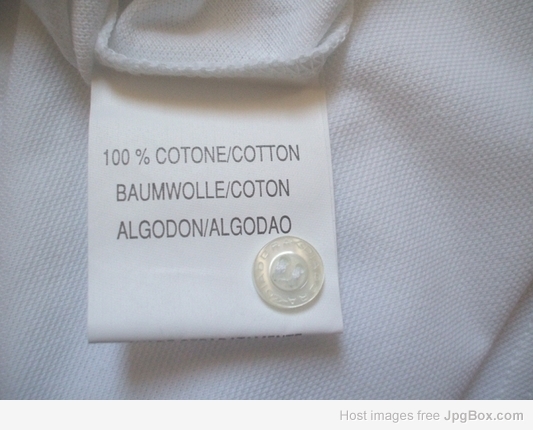 100 % COTONE/COTTON
BAUMWOLLE/COTON
ALGODON/ALGODAO
Host images free JpgBox.com